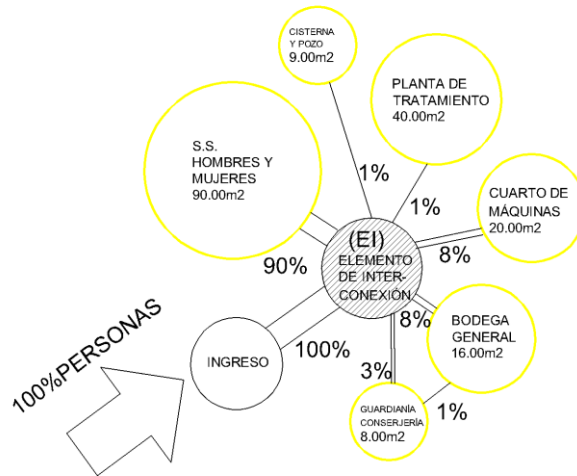 CISTERNA
Y POZO
9.00m2
PLANTA DE
TRATAMIENTO
40.00m2
S.S.
HOMBRES Y
MUJERES
90.00m2
1%
1%
CUARTO DE
MÁQUINAS
20.00m2
(EI)
ELEMENTO
DE INTER-
CONEXIÓN
8%
90%
8%
BODEGA
GENERAL
16.00m2
100%PERSONAS
INGRESO
100%
3%
1%
GUARDIANÍA
CONSERJERÍA
8.00m2